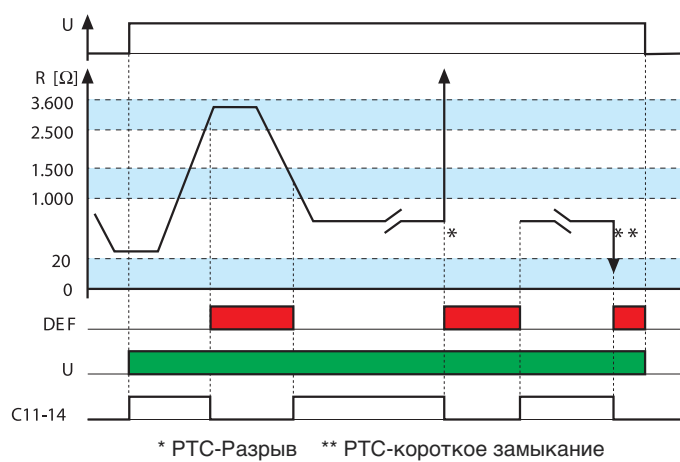 U
R [Ω]
3.600
2.500
1.500
1.000
*
**
20
0
DEF
U
C11-14
* PTC-Разрыв ** PTC-короткое замыкание